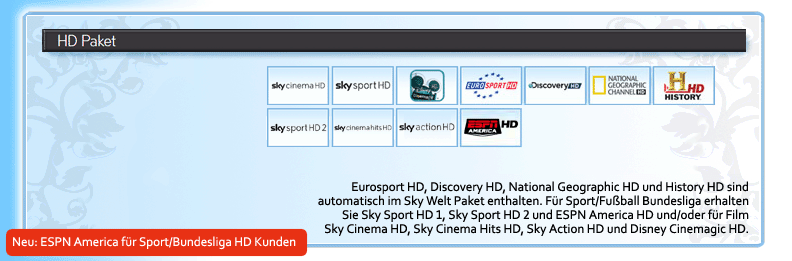 HD Paket
sky cinema HD
sky sport HD
EUROSPORT HD
Discovery HD
NATIONAL
GEOGRAPHIC
CHANNEL HD
H HD
HISTORY
sky sport HD 2
sky cinema hits HD
sky action HD
ESPN HD
AMERICA
Eurosport HD, Discovery HD, National Geographic HD und History HD sind
automatisch im Sky Welt Paket enthalten. Für Sport/Fußball Bundesliga erhalten
Sie Sky Sport HD 1, Sky Sport HD 2 und ESPN America HD und/oder für Film
Sky Cinema HD, Sky Cinema Hits HD, Sky Action HD und Disney Cinemagic HD.
Neu: ESPN America für Sport/Bundesliga HD Kunden